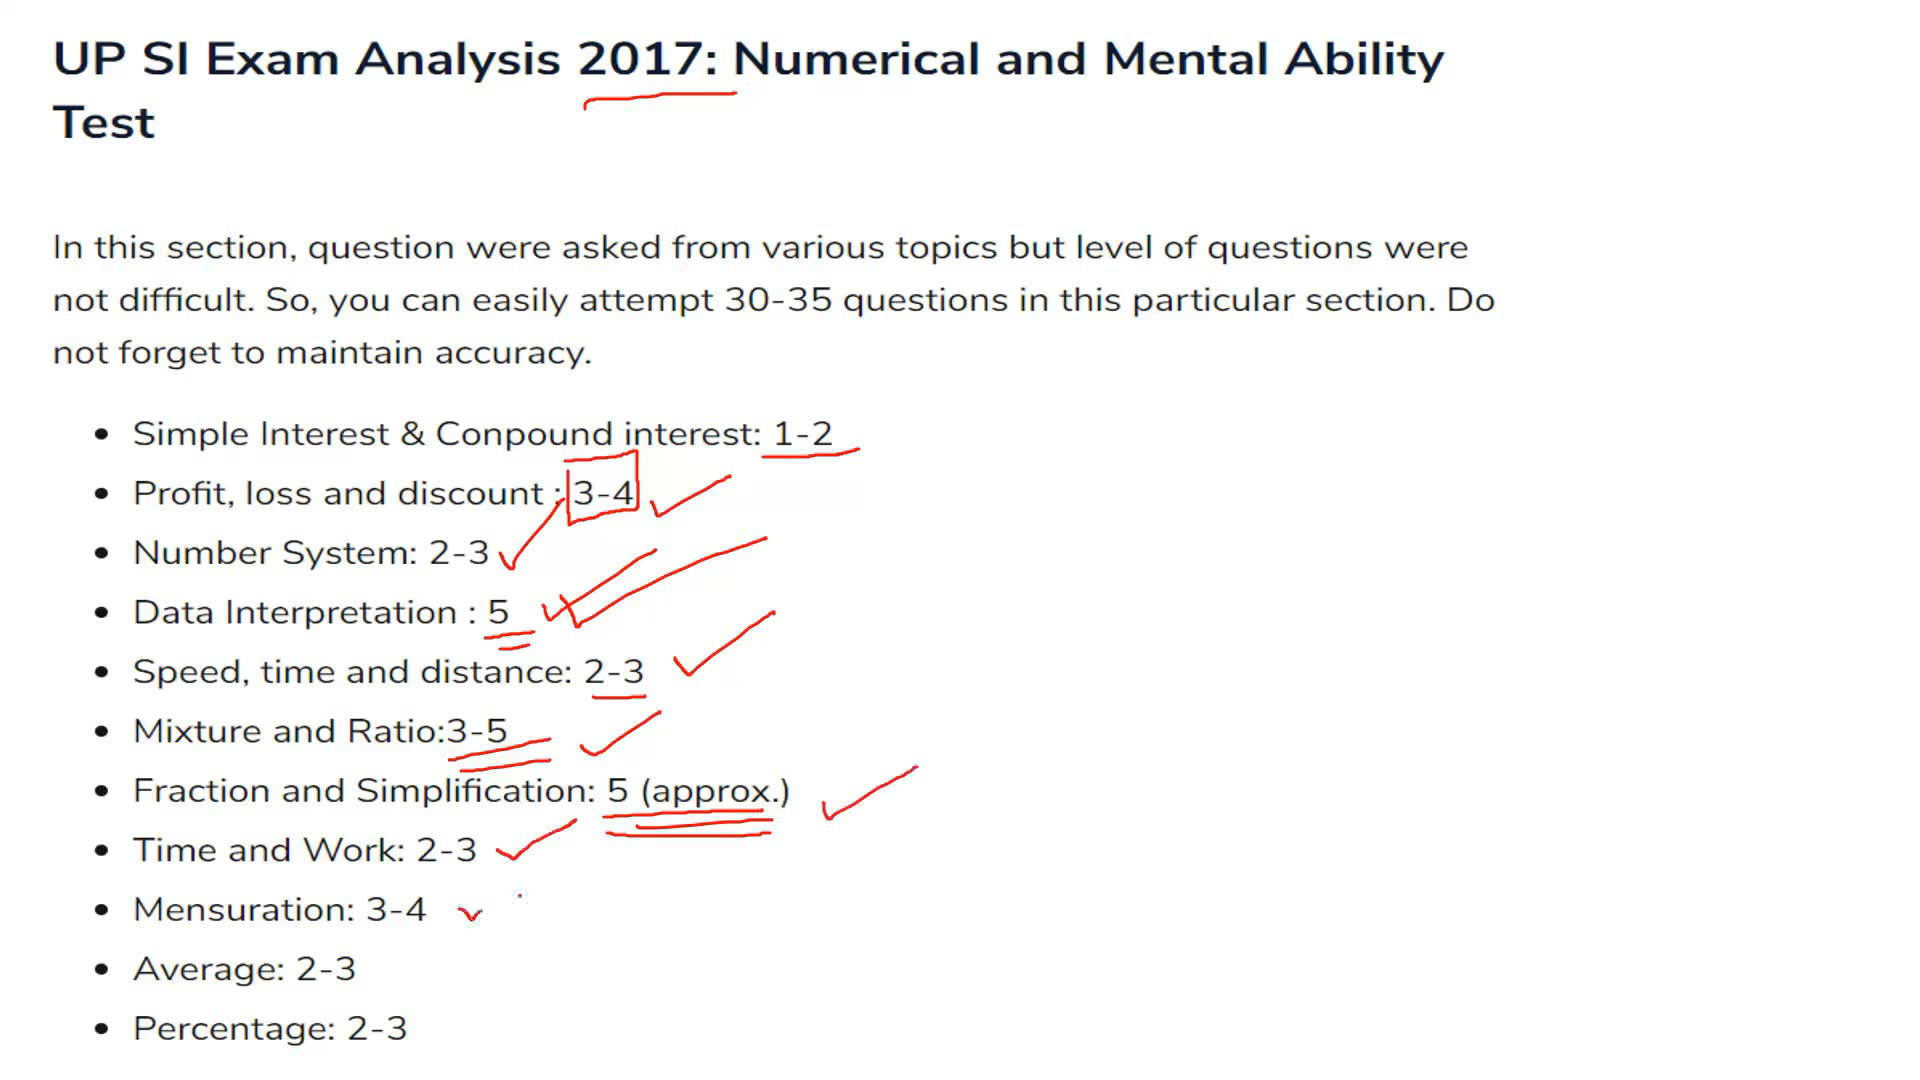 UP SI Exam Analysis 2017: Numerical and Mental Ability
Test
In this section, question were asked from various topics but level of questions were
not difficult. So, you can easily attempt 30-35 questions in this particular section. Do
not forget to maintain accuracy.
• Simple Interest & Conpound interest: 1-2
• Profit, loss and discount : 3-4
• Number System: 2-3
• Data Interpretation : 5
• Speed, time and distance: 2-3
• Mixture and Ratio:3-5
• Fraction and Simplification: 5 (approx.)
• Time and Work: 2-3
• Mensuration: 3-4
• Average: 2-3
• Percentage: 2-3